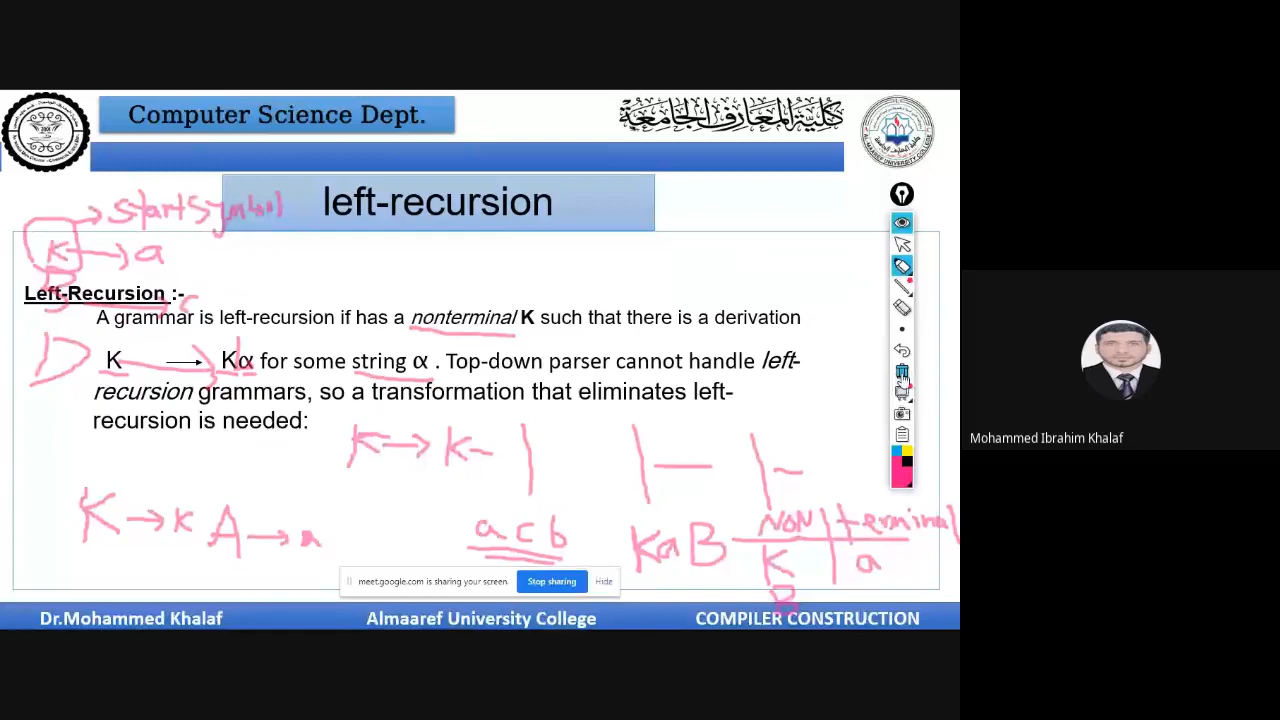 Computer Science Dept.
كلية المعارف الجامعة
left-recursion
start Symbol
K → a
B → c
Left-Recursion :-
A grammar is left-recursion if has a nonterminal K such that there is a derivation
D → b
K → Kα for some string α . Top-down parser cannot handle left-
recursion grammars, so a transformation that eliminates left-
recursion is needed:
K → K- | | — | -
K → K A → a
a c b
K a B
NON | terminal
K | a
B
meet.google.com is sharing your screen.
Stop sharing
Hide
Mohammed Ibrahim Khalaf
Dr.Mohammed Khalaf
Almaaref University College
COMPILER CONSTRUCTION